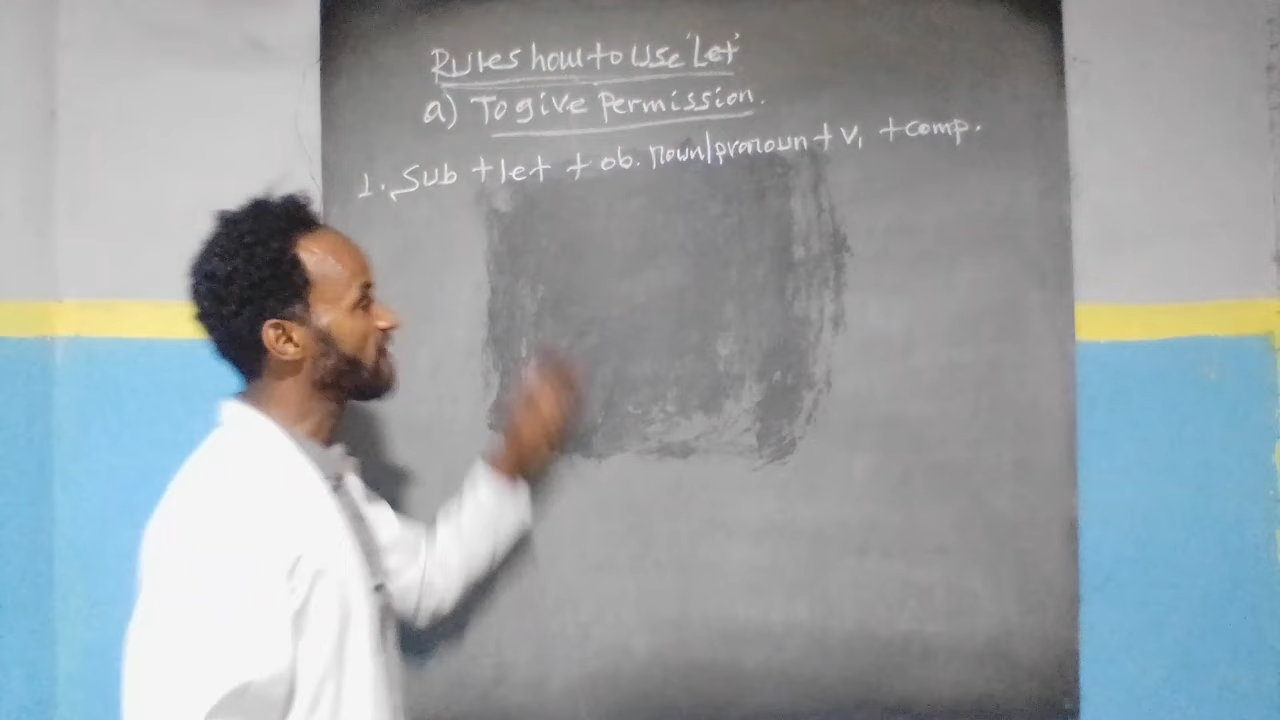 Rules how to use 'Let'
a) To give Permission.
1. Sub + let + ob. noun/pronoun + V₁ + comp.